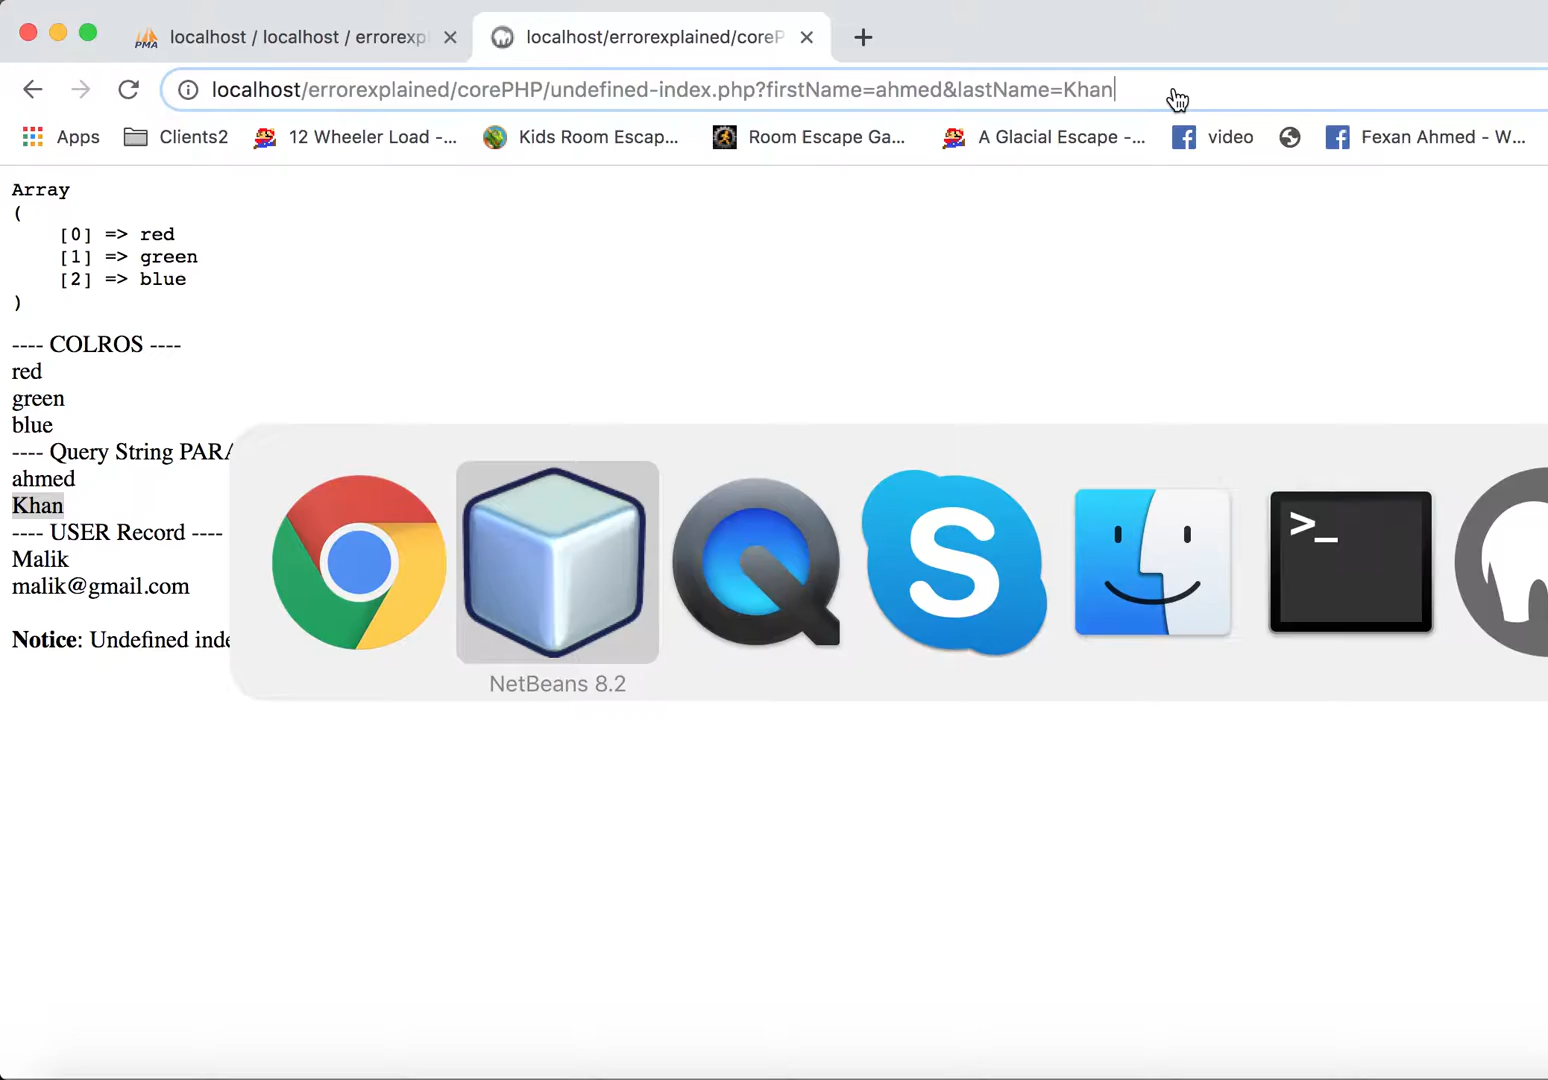 localhost / localhost / errorexp
localhost/errorexplained/coreP
localhost/errorexplained/corePHP/undefined-index.php?firstName=ahmed&lastName=Khan
Apps Clients2 12 Wheeler Load -... Kids Room Escap... Room Escape Ga... A Glacial Escape -... video Fexan Ahmed - W...
Array
(
[0] => red
[1] => green
[2] => blue
)
---- COLROS ----
red
green
blue
---- Query String PARA
ahmed
Khan
---- USER Record ----
Malik
malik@gmail.com
Notice: Undefined inde
NetBeans 8.2
PMA
S
>_